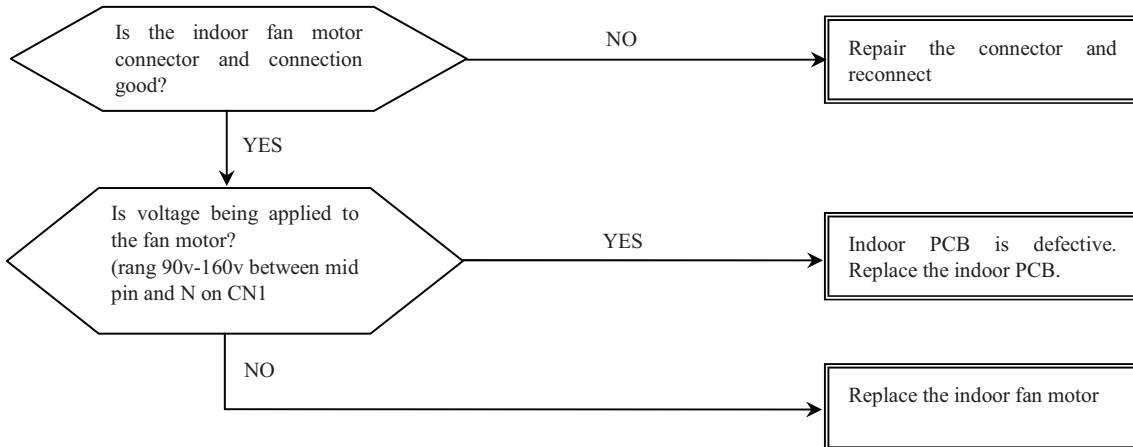 Is the indoor fan motor
connector and connection
good?
NO
Repair the connector and
reconnect
YES
Is voltage being applied to
the fan motor?
(rang 90v-160v between mid
pin and N on CN1
YES
Indoor PCB is defective.
Replace the indoor PCB.
NO
Replace the indoor fan motor